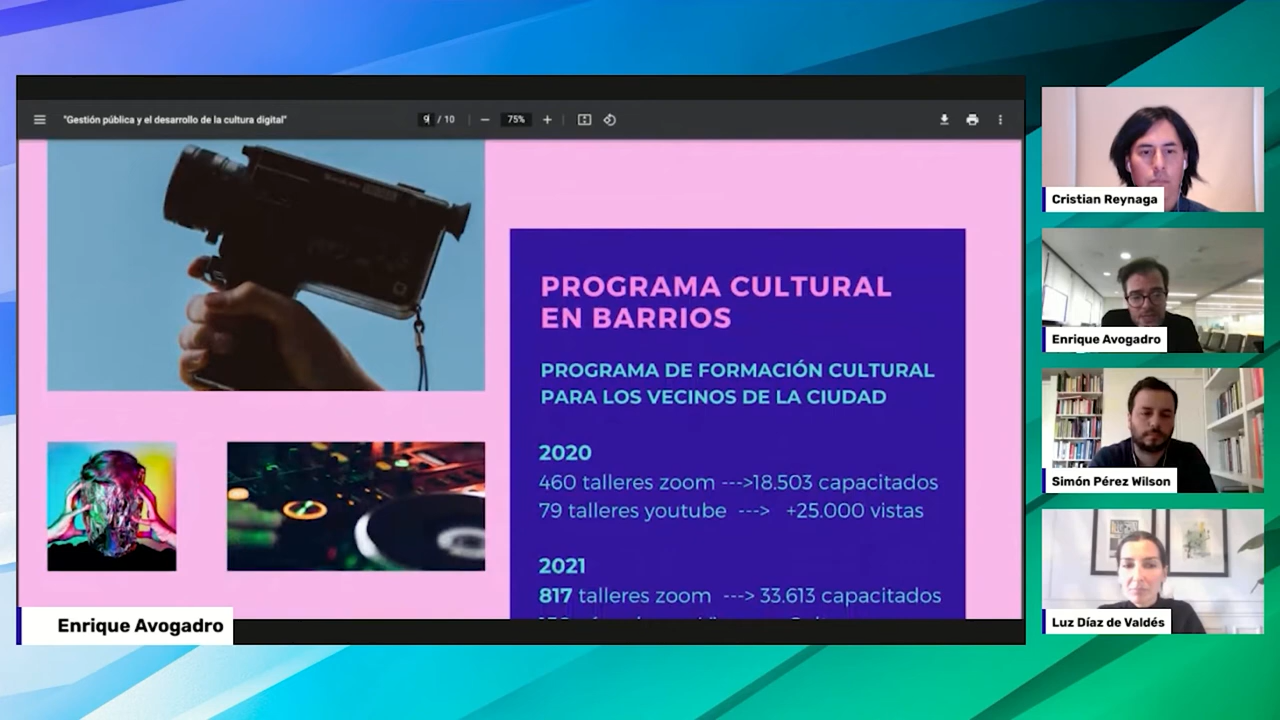 "Gestión pública y el desarrollo de la cultura digital"
9 / 10
75%
PROGRAMA CULTURAL
EN BARRIOS
PROGRAMA DE FORMACIÓN CULTURAL
PARA LOS VECINOS DE LA CIUDAD
2020
460 talleres zoom --->18.503 capacitados
79 talleres youtube ---> +25.000 vistas
2021
817 talleres zoom ---> 33.613 capacitados
Enrique Avogadro
Cristian Reynaga
Enrique Avogadro
Simón Pérez Wilson
Luz Díaz de Valdés